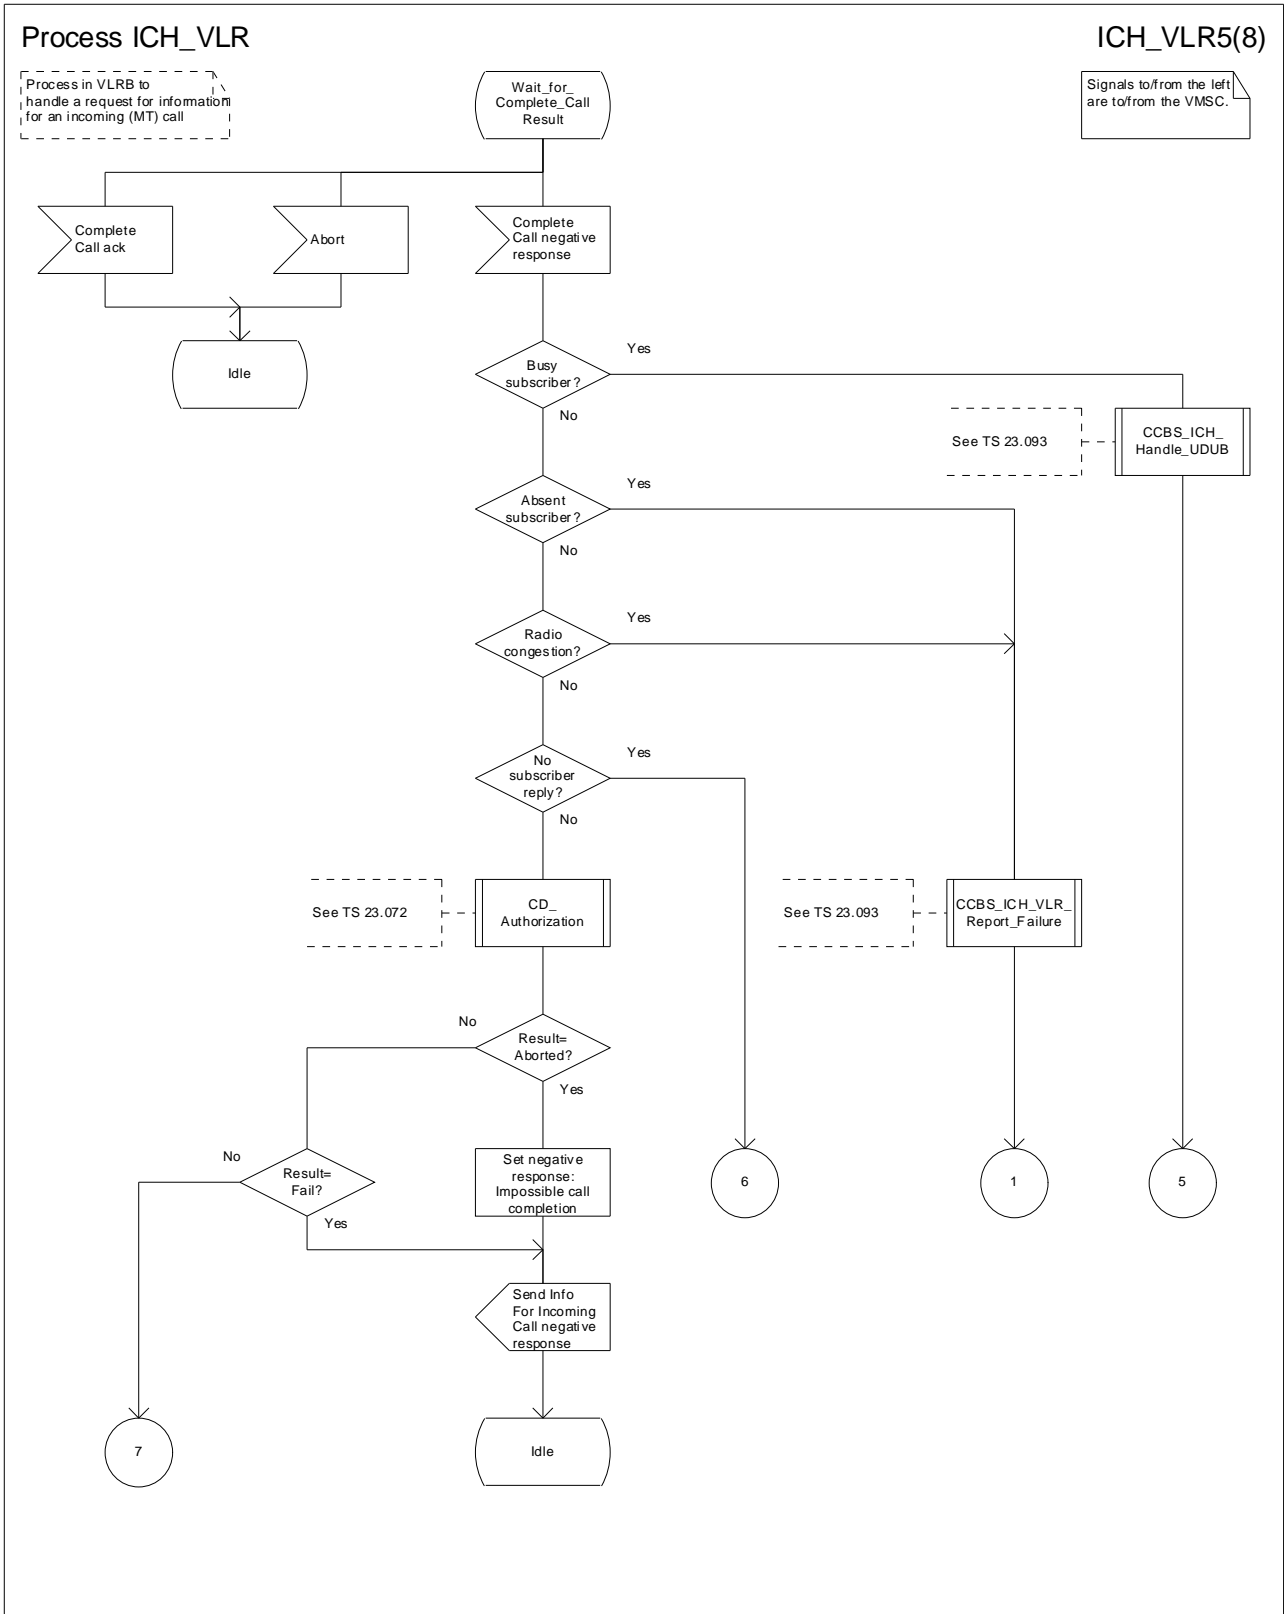 Process ICH_VLR
ICH_VLR5(8)
Process in VLRB to
handle a request for information
for an incoming (MT) call
Wait_for_
Complete_Call
Result
Signals to/from the left
are to/from the VMSC.
Complete
Call ack
Abort
Complete
Call negative
response
Idle
Busy
subscriber?
Yes
No
See TS 23.093
CCBS_ICH_
Handle_UDUB
Absent
subscriber?
Yes
No
Radio
congestion?
Yes
No
No
subscriber
reply?
Yes
No
See TS 23.072
CD_
Authorization
See TS 23.093
CCBS_ICH_VLR_
Report_Failure
No
Result=
Aborted?
Yes
No
Result=
Fail?
Yes
Set negative
response:
Impossible call
completion
6
1
5
Send Info
For Incoming
Call negative
response
7
Idle